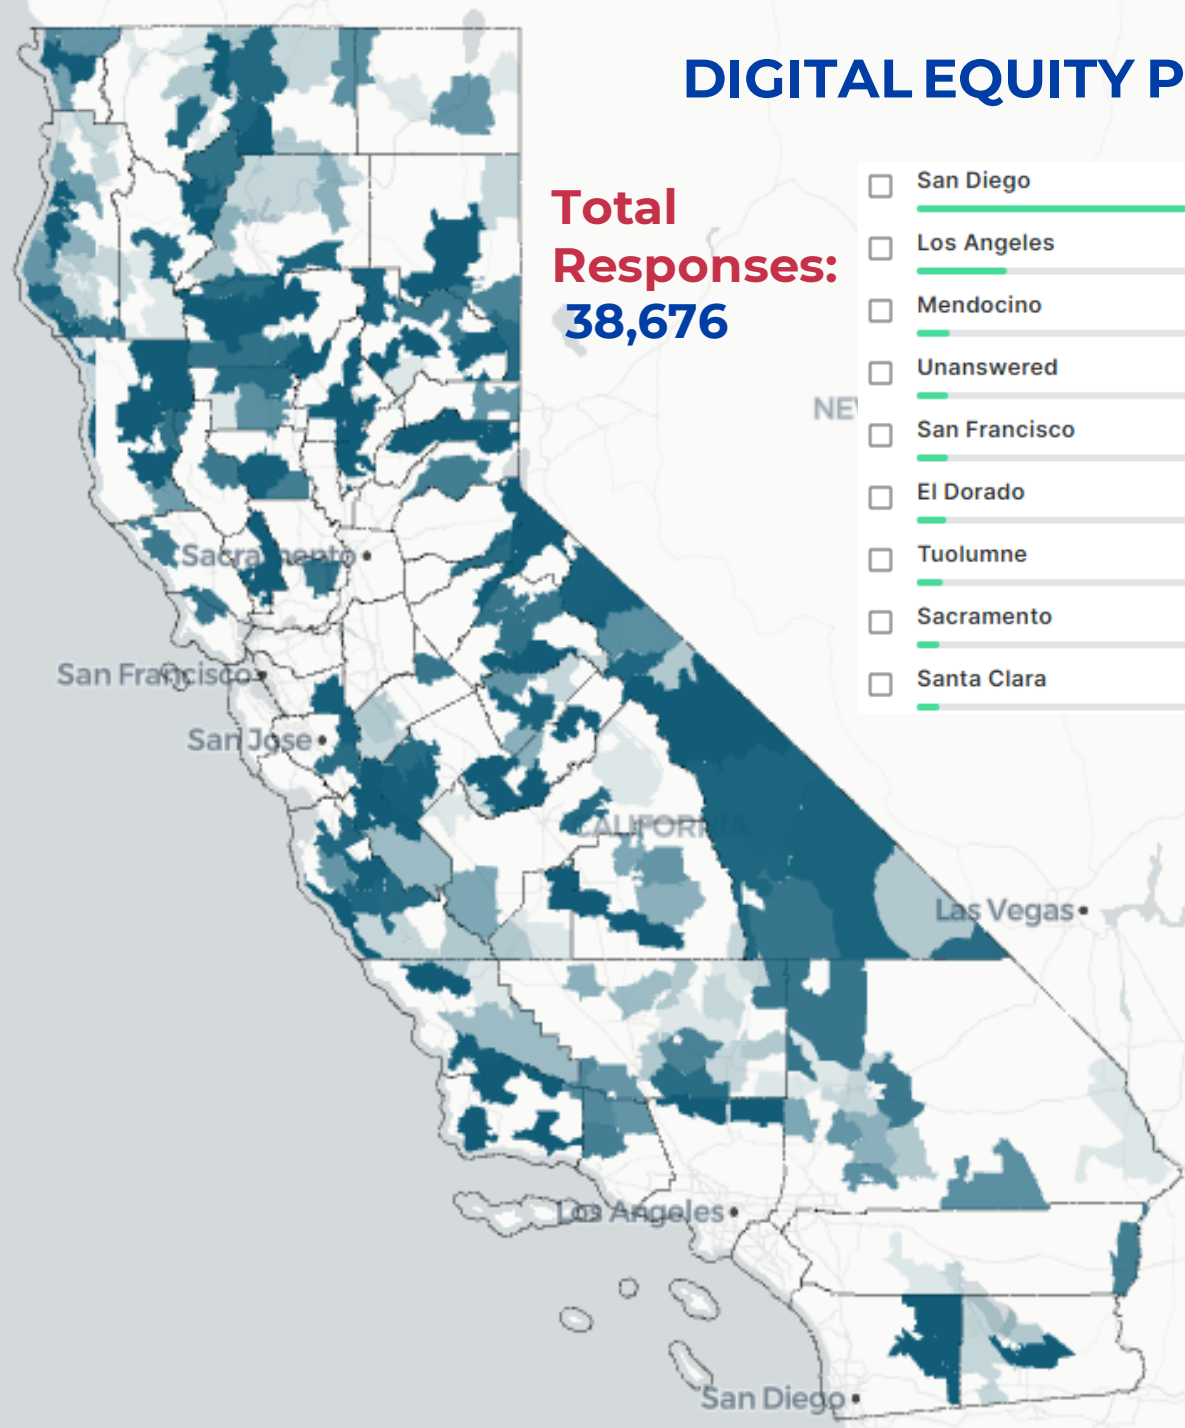 DIGITAL EQUITY P
Total
Responses:
38,676
San Diego
Los Angeles
Mendocino
Unanswered
San Francisco
El Dorado
Tuolumne
Sacramento
Santa Clara
NE
Sacramento
San Francisco
San Jose
CALIFORNIA
Las Vegas
Los Angeles
San Diego